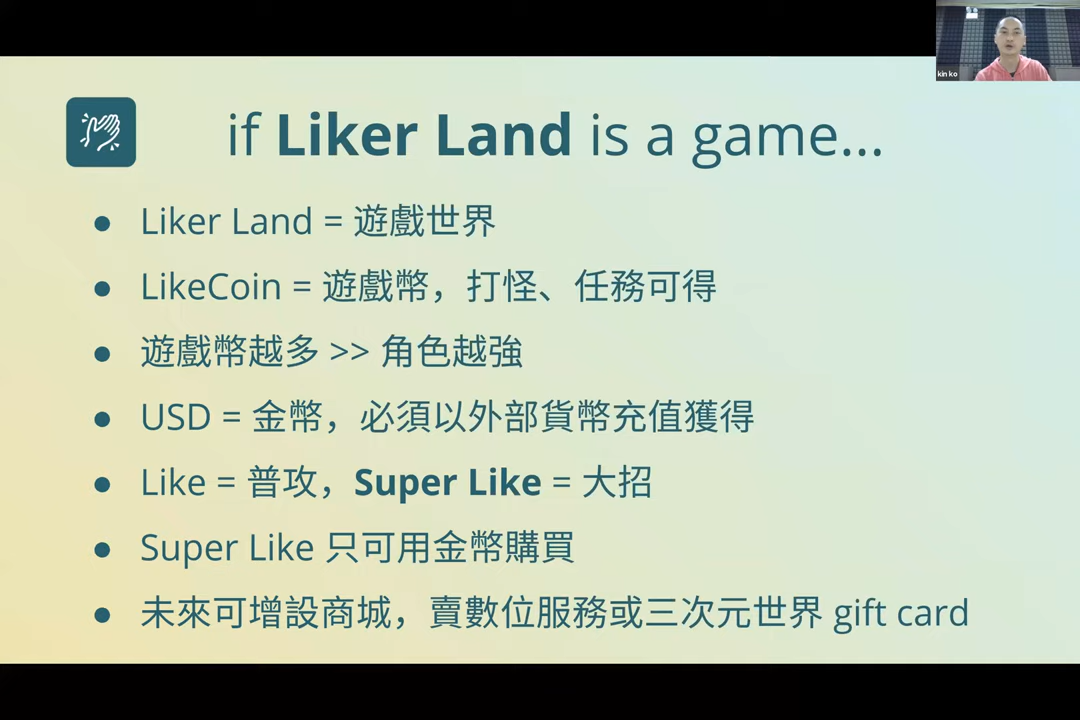 kin ko
if Liker Land is a game...
Liker Land = 遊戲世界
LikeCoin = 遊戲幣，打怪、任務可得
遊戲幣越多 >> 角色越強
USD = 金幣，必須以外部貨幣充值獲得
Like = 普攻，Super Like = 大招
Super Like 只可用金幣購買
未來可增設商城，賣數位服務或三次元世界 gift card